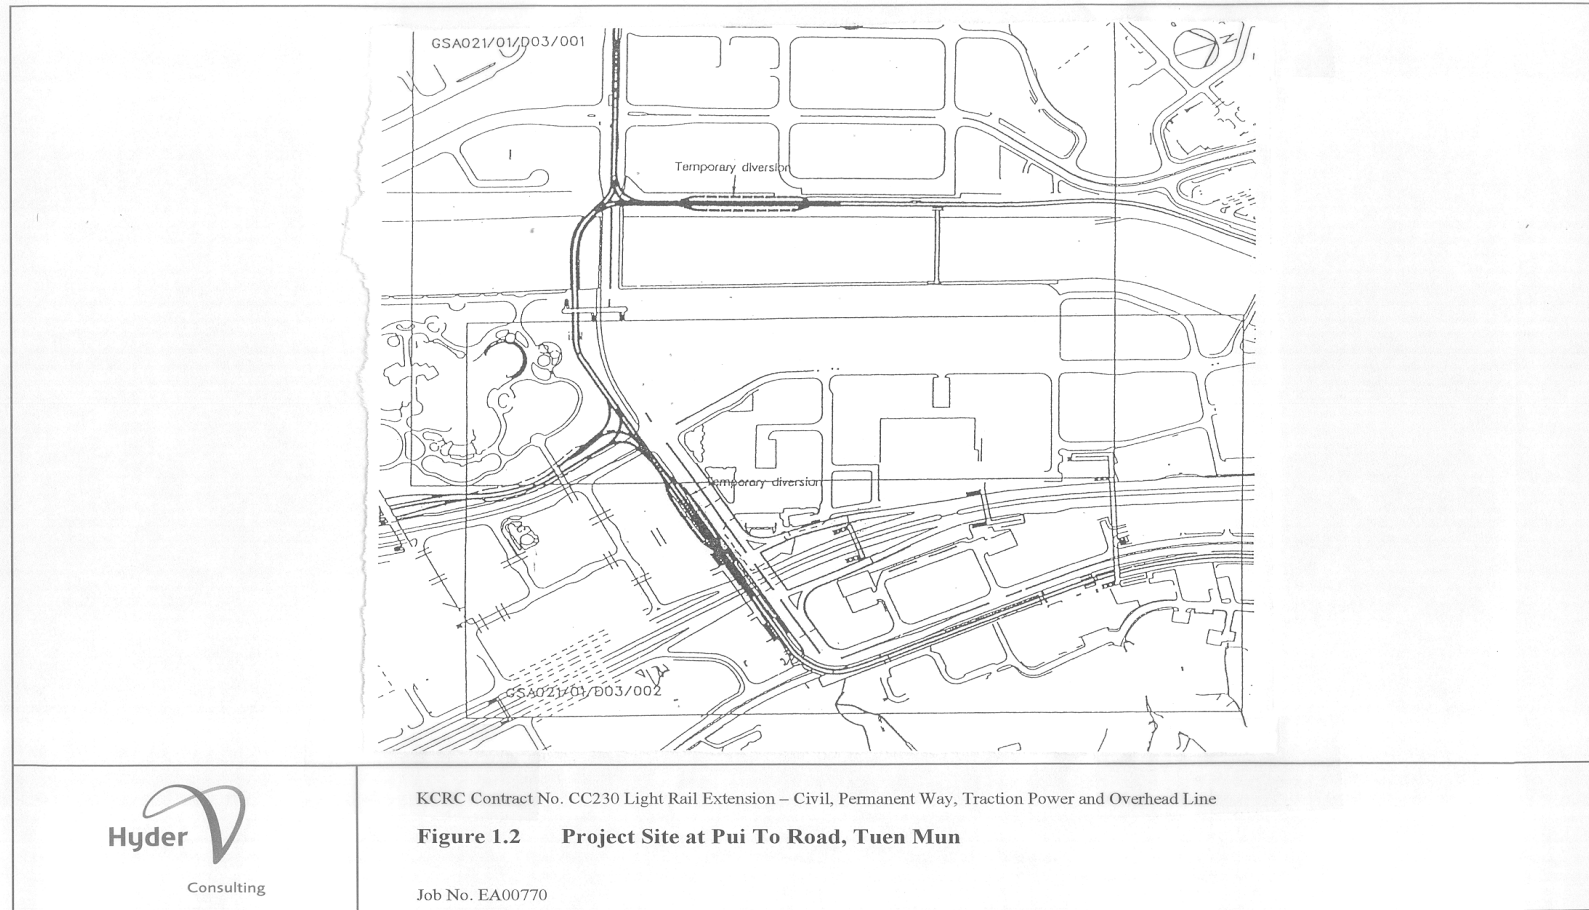 GSA021/01/D03/001
N
Temporary diversion
Temporary diversion
GSA021/01/D03/002
KCRC Contract No. CC230 Light Rail Extension – Civil, Permanent Way, Traction Power and Overhead Line
Figure 1.2 Project Site at Pui To Road, Tuen Mun
Job No. EA00770
Hyder
Consulting